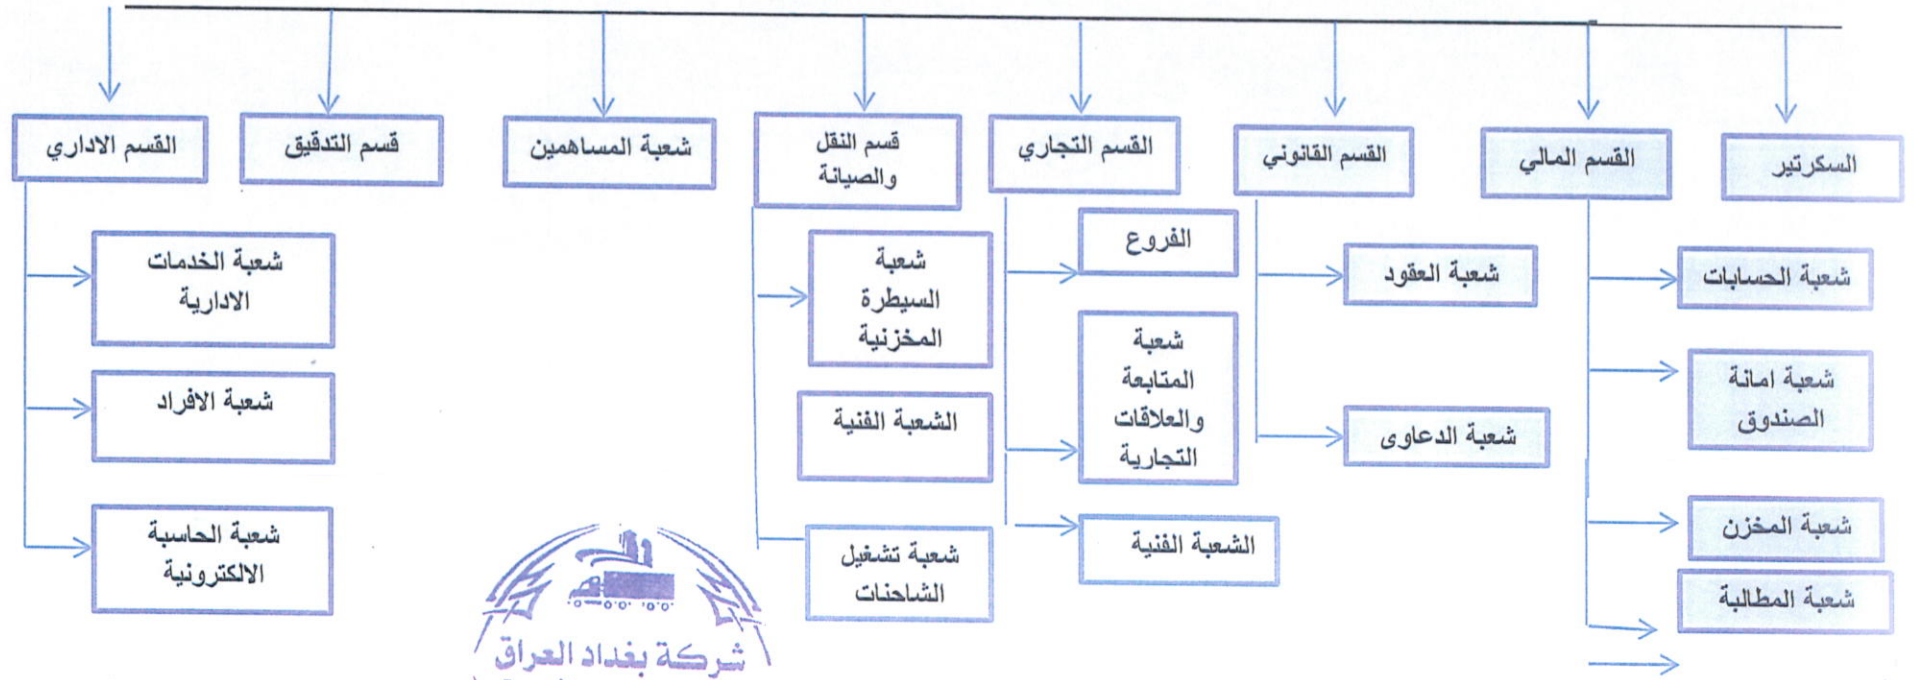 السكرتير
القسم المالي
القسم القانوني
القسم التجاري
قسم النقل
والصيانة
شعبة المساهمين
قسم التدقيق
القسم الاداري
شعبة الحسابات
شعبة امانة
الصندوق
شعبة المخزن
شعبة المطالبة
شعبة العقود
شعبة الدعاوى
الفروع
شعبة
المتابعة
والعلاقات
التجارية
الشعبة الفنية
شعبة
السيطرة
المخزنية
الشعبة الفنية
شعبة تشغيل
الشاحنات
شعبة الخدمات
الادارية
شعبة الافراد
شعبة الحاسبة
الالكترونية
شركة بغداد العراق